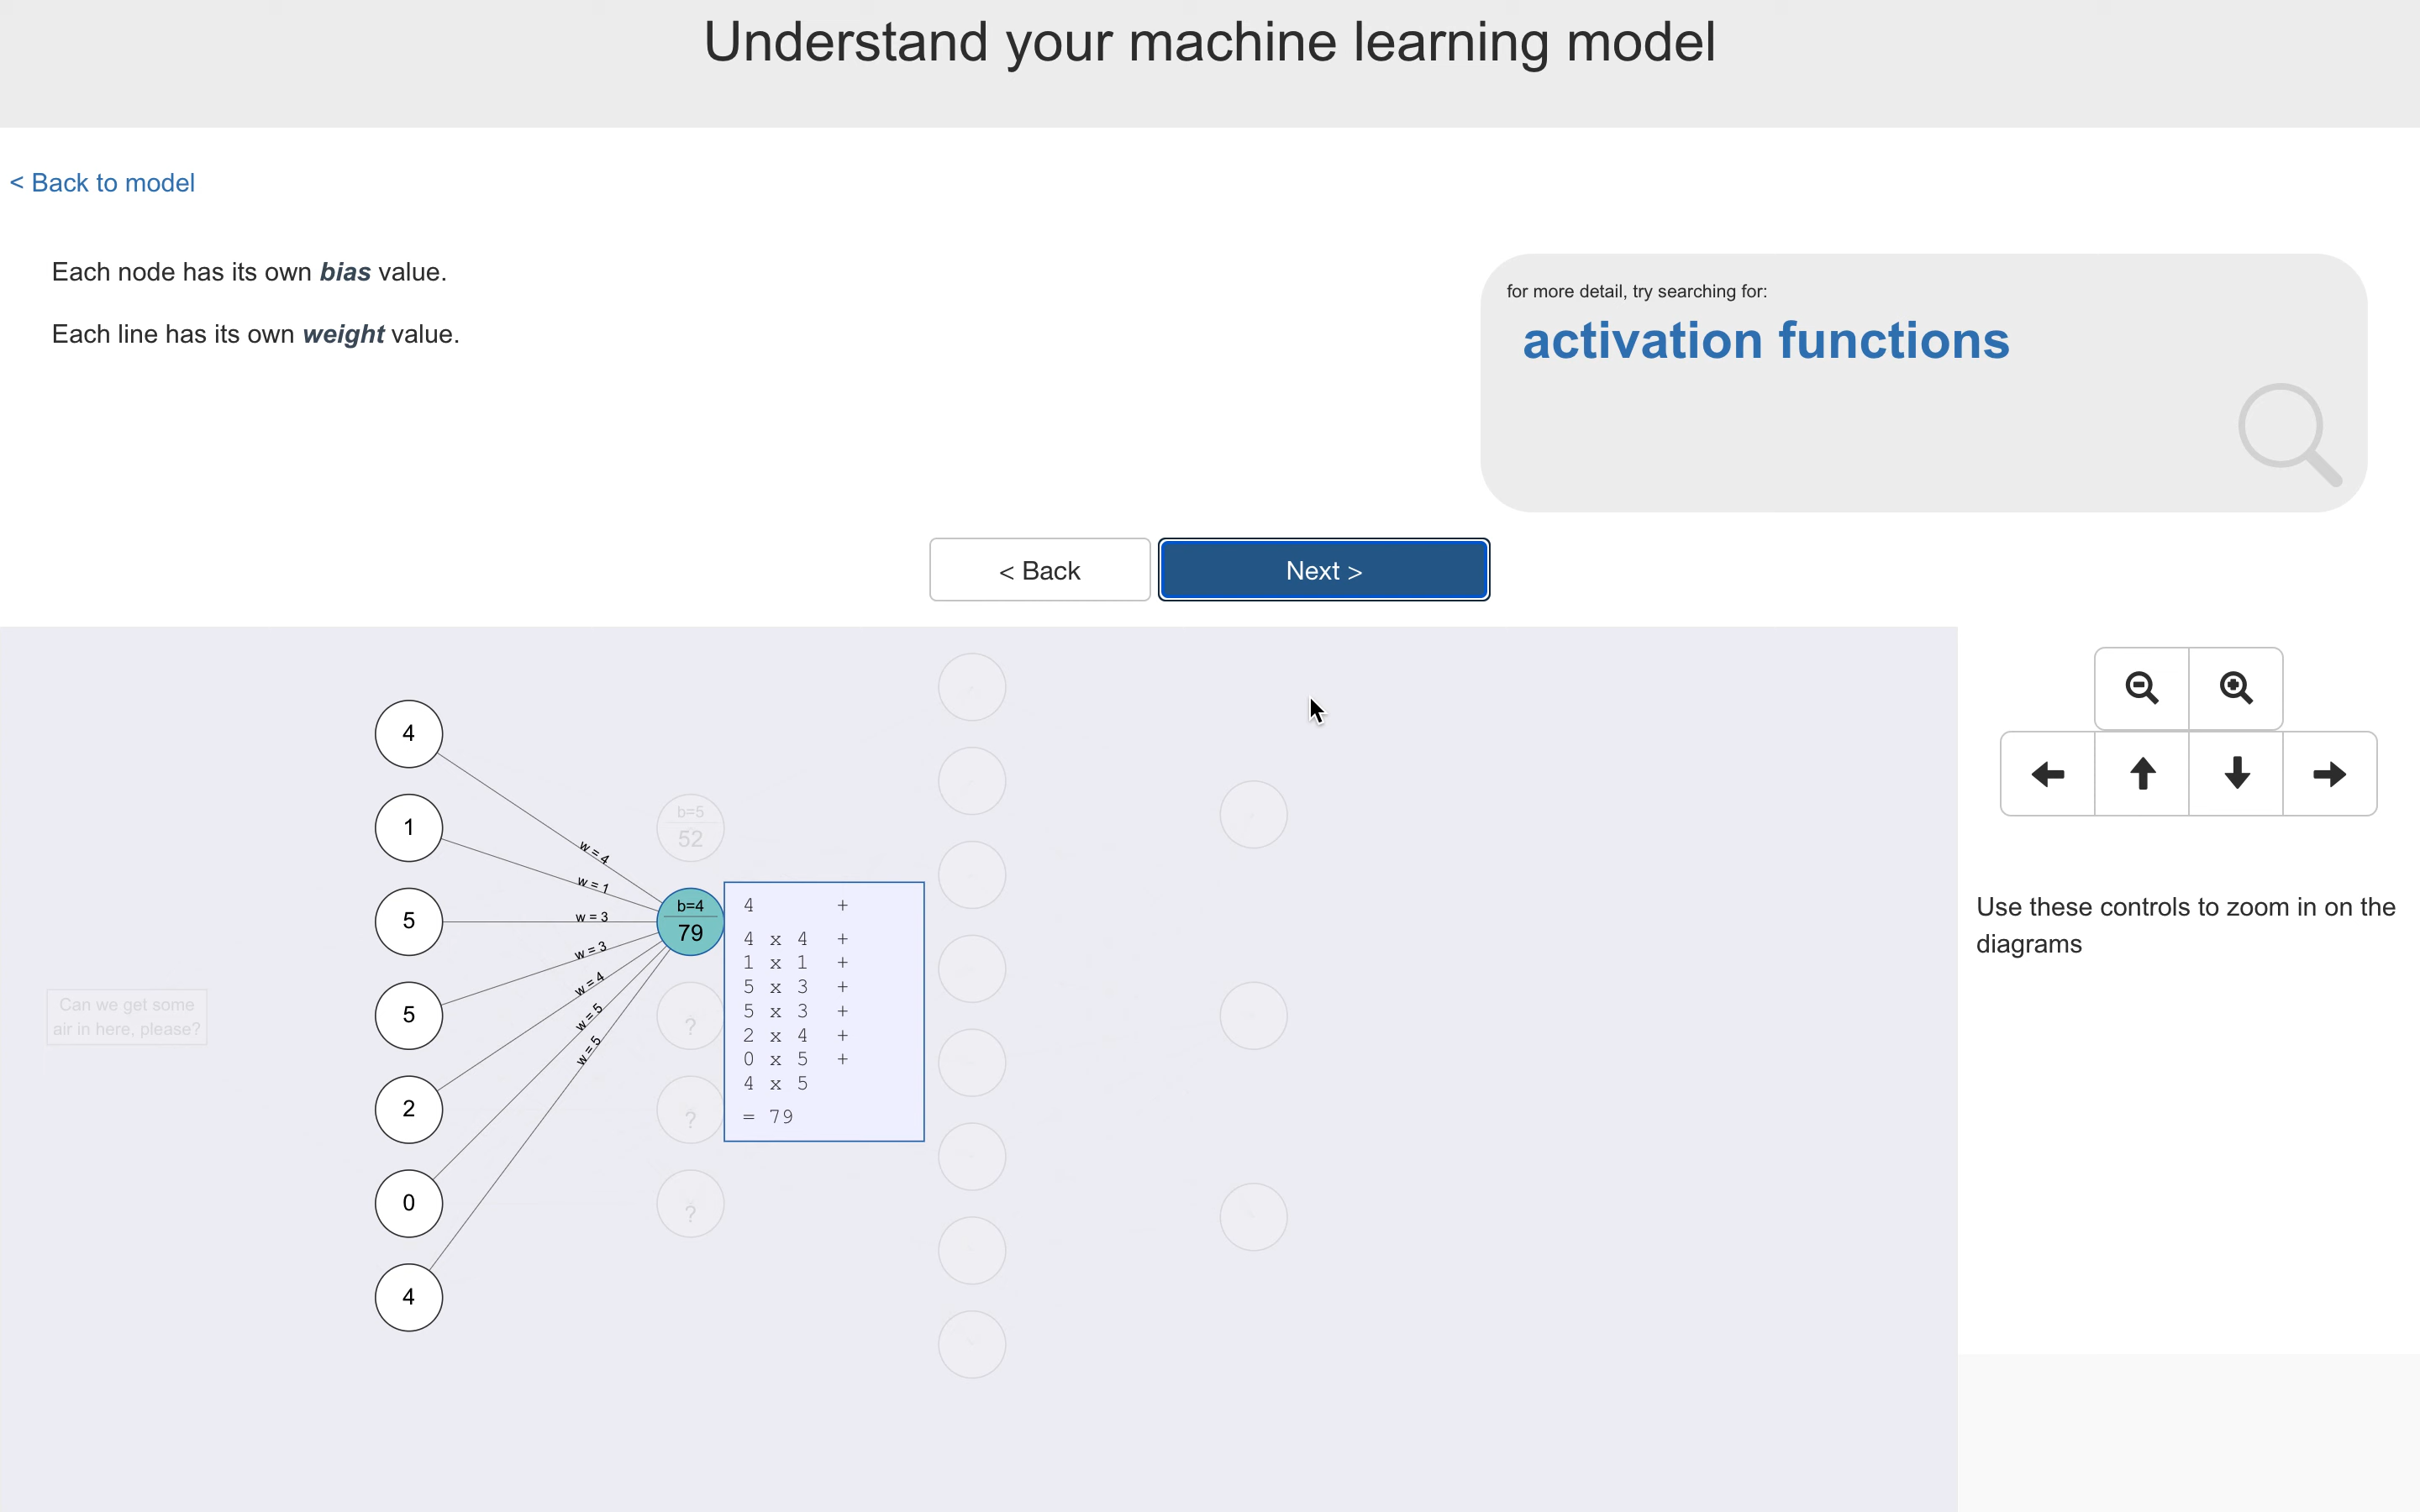 Understand your machine learning model
< Back to model
Each node has its own bias value.
Each line has its own weight value.
for more detail, try searching for:
activation functions
< Back
Next >
4
1
5
5
2
0
4
w = 4
w = 1
w = 3
w = 3
w = 4
w = 5
w = 5
b=5
52
b=4
79
?
?
?
4 +
4 x 4 +
1 x 1 +
5 x 3 +
5 x 3 +
2 x 4 +
0 x 5 +
4 x 5
= 79
Can we get some
air in here, please?
Use these controls to zoom in on the
diagrams